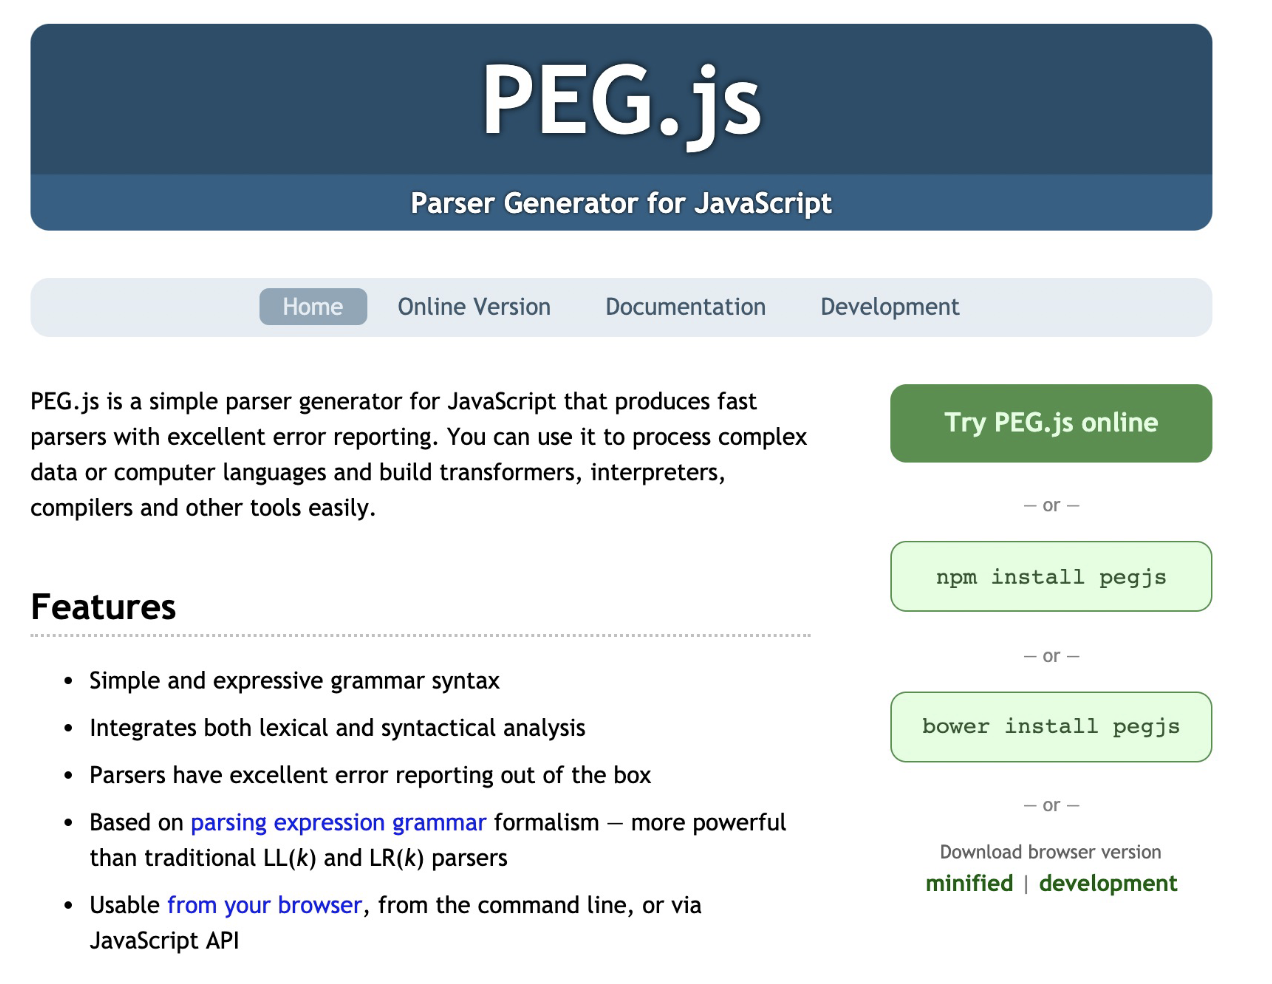 PEG.js
Parser Generator for JavaScript
Home Online Version Documentation Development
PEG.js is a simple parser generator for JavaScript that produces fast
parsers with excellent error reporting. You can use it to process complex
data or computer languages and build transformers, interpreters,
compilers and other tools easily.
Features
• Simple and expressive grammar syntax
• Integrates both lexical and syntactical analysis
• Parsers have excellent error reporting out of the box
• Based on parsing expression grammar formalism — more powerful
than traditional LL(k) and LR(k) parsers
• Usable from your browser, from the command line, or via
JavaScript API
Try PEG.js online
— or —
npm install pegjs
— or —
bower install pegjs
— or —
Download browser version
minified | development